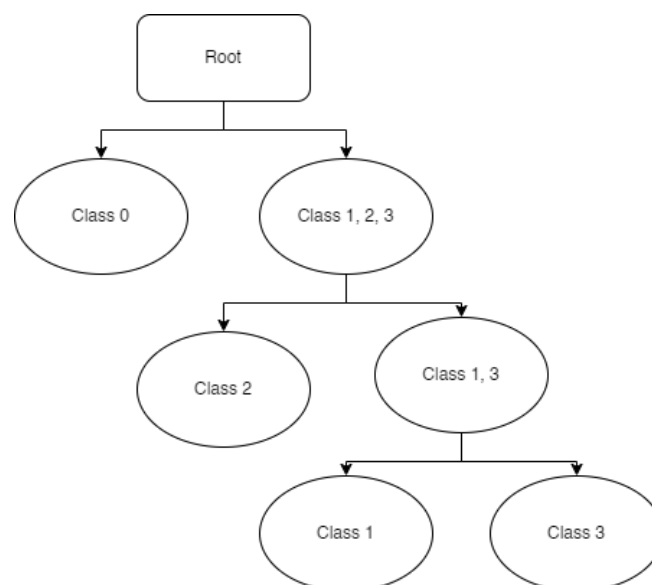 Root
Class 0
Class 1, 2, 3
Class 2
Class 1, 3
Class 1
Class 3